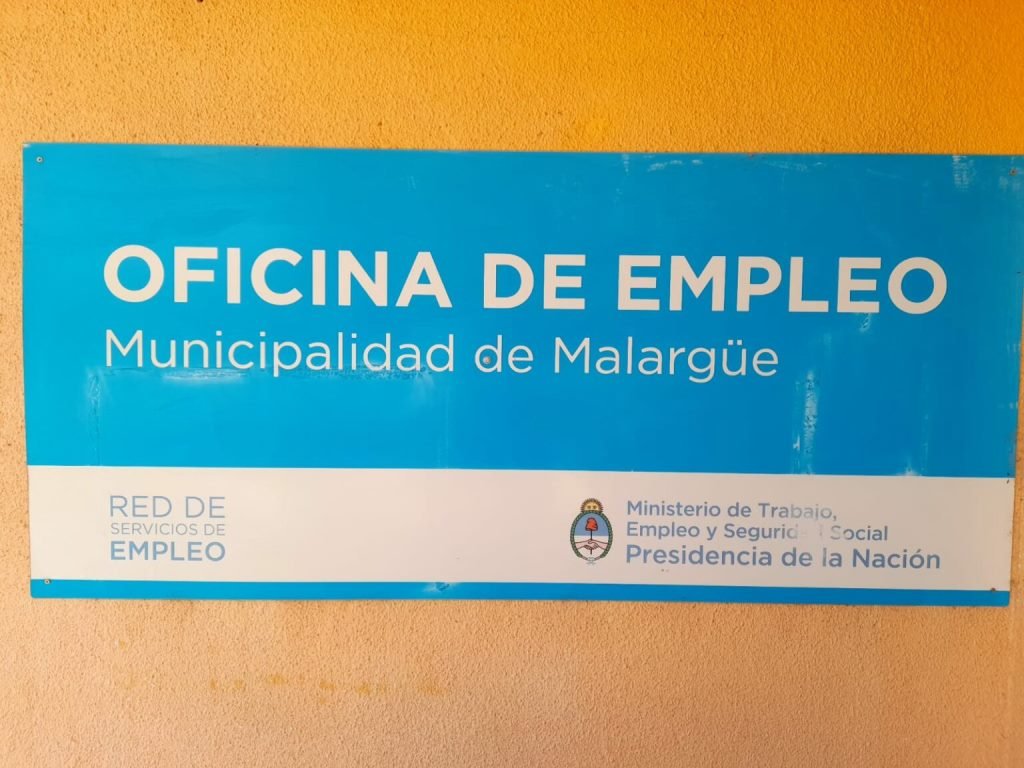 OFICINA DE EMPLEO
Municipalidad de Malargüe
RED DE
SERVICIOS DE
EMPLEO
Ministerio de Trabajo,
Empleo y Seguridad Social
Presidencia de la Nación